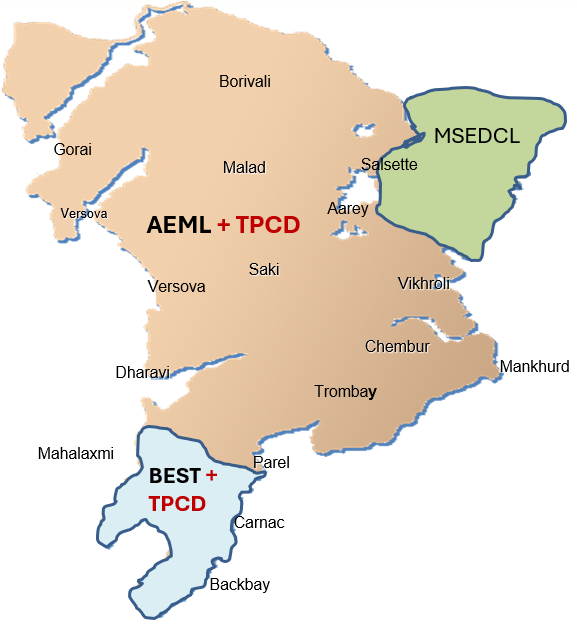 Borivali
MSEDCL
Gorai
Malad
Salsette
Versova
Aarey
AEML + TPCD
Saki
Versova
Vikhroli
Chembur
Dharavi
Mankhurd
Trombay
Mahalaxmi
Parel
BEST +
TPCD
Carnac
Backbay